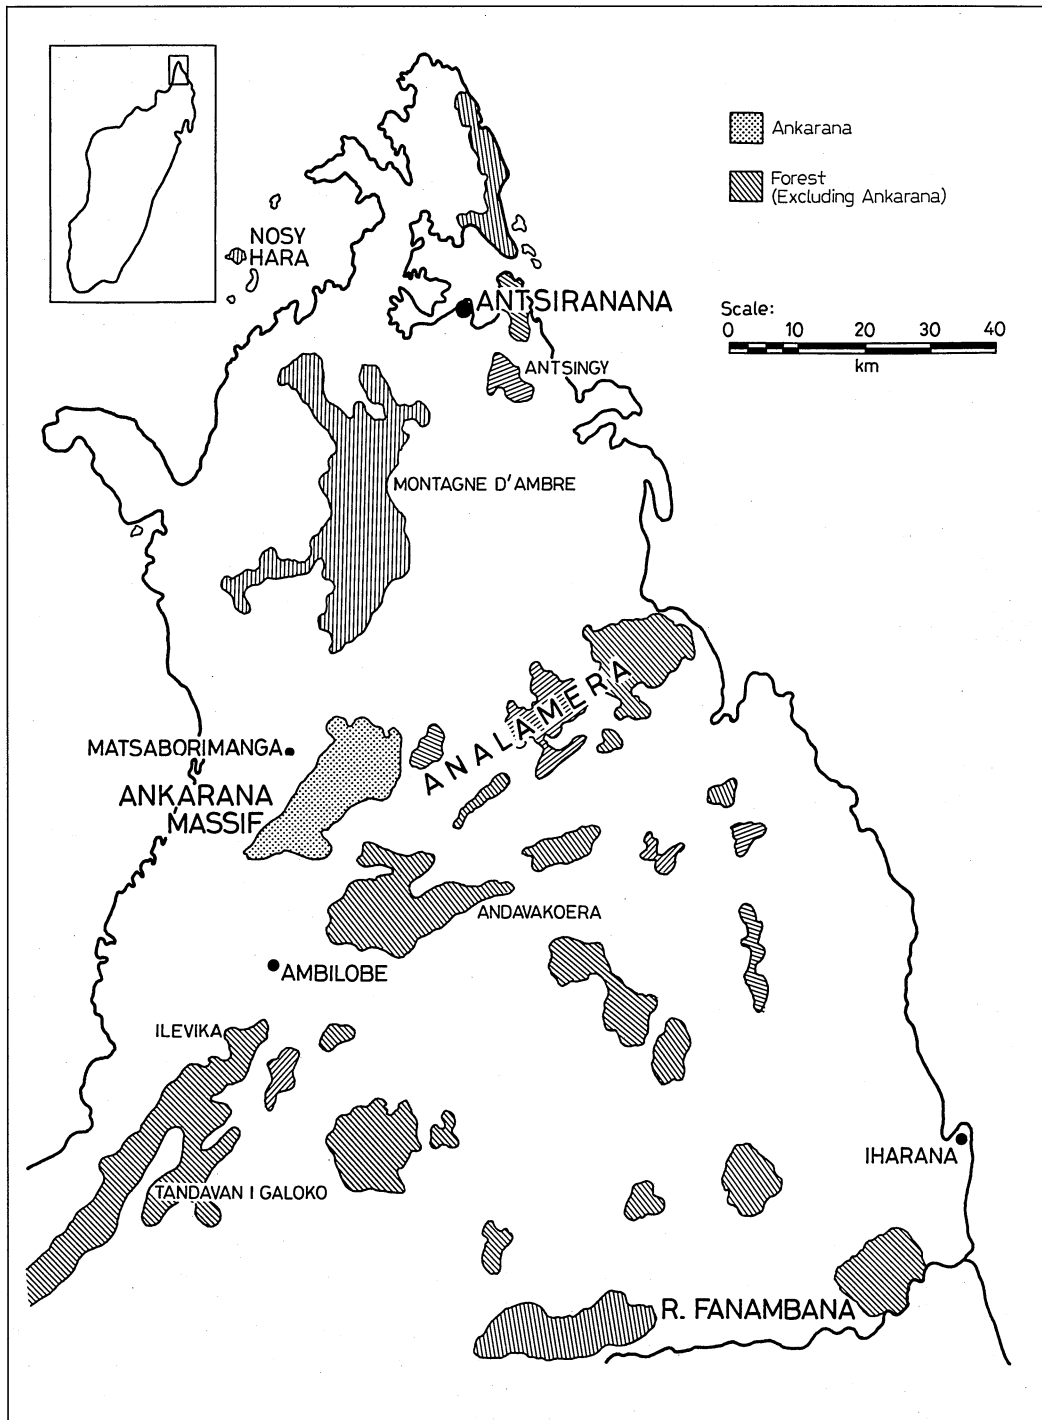 Ankarana
Forest
(Excluding Ankarana)
NOSY
HARA
ANTSIRANANA
Scale:
0 10 20 30 40
km
ANTSINGY
MONTAGNE D'AMBRE
ANALAMERA
MATSABORIMANGA
ANKARANA
MASSIF
ANDAVAKOERA
AMBILOBE
ILEVIKA
IHARANA
TANDAVAN I GALOKO
R. FANAMBANA